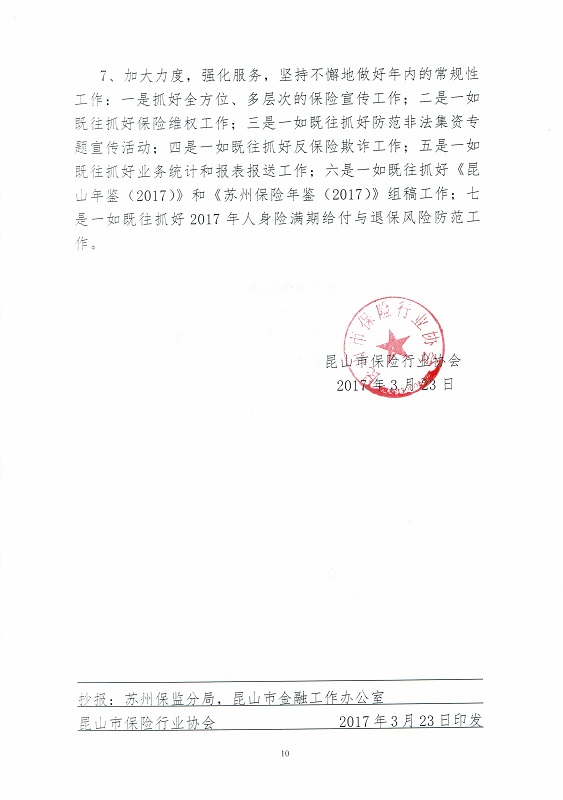 7、加大力度，强化服务，坚持不懈地做好年内的常规性
工作：一是抓好全方位、多层次的保险宣传工作；二是一如
既往抓好保险维权工作；三是一如既往抓好防范非法集资专
题宣传活动；四是一如既往抓好反保险欺诈工作；五是一如
既往抓好业务统计和报表报送工作；六是一如既往抓好《昆
山年鉴（2017）》和《苏州保险年鉴（2017）》组稿工作；七
是一如既往抓好 2017 年人身险满期给付与退保风险防范工
作。
昆山市保险行业协会
昆山市保险行业协会
2017 年 3 月 23 日
抄报：苏州保监分局，昆山市金融工作办公室
昆山市保险行业协会 2017 年 3 月 23 日印发
10